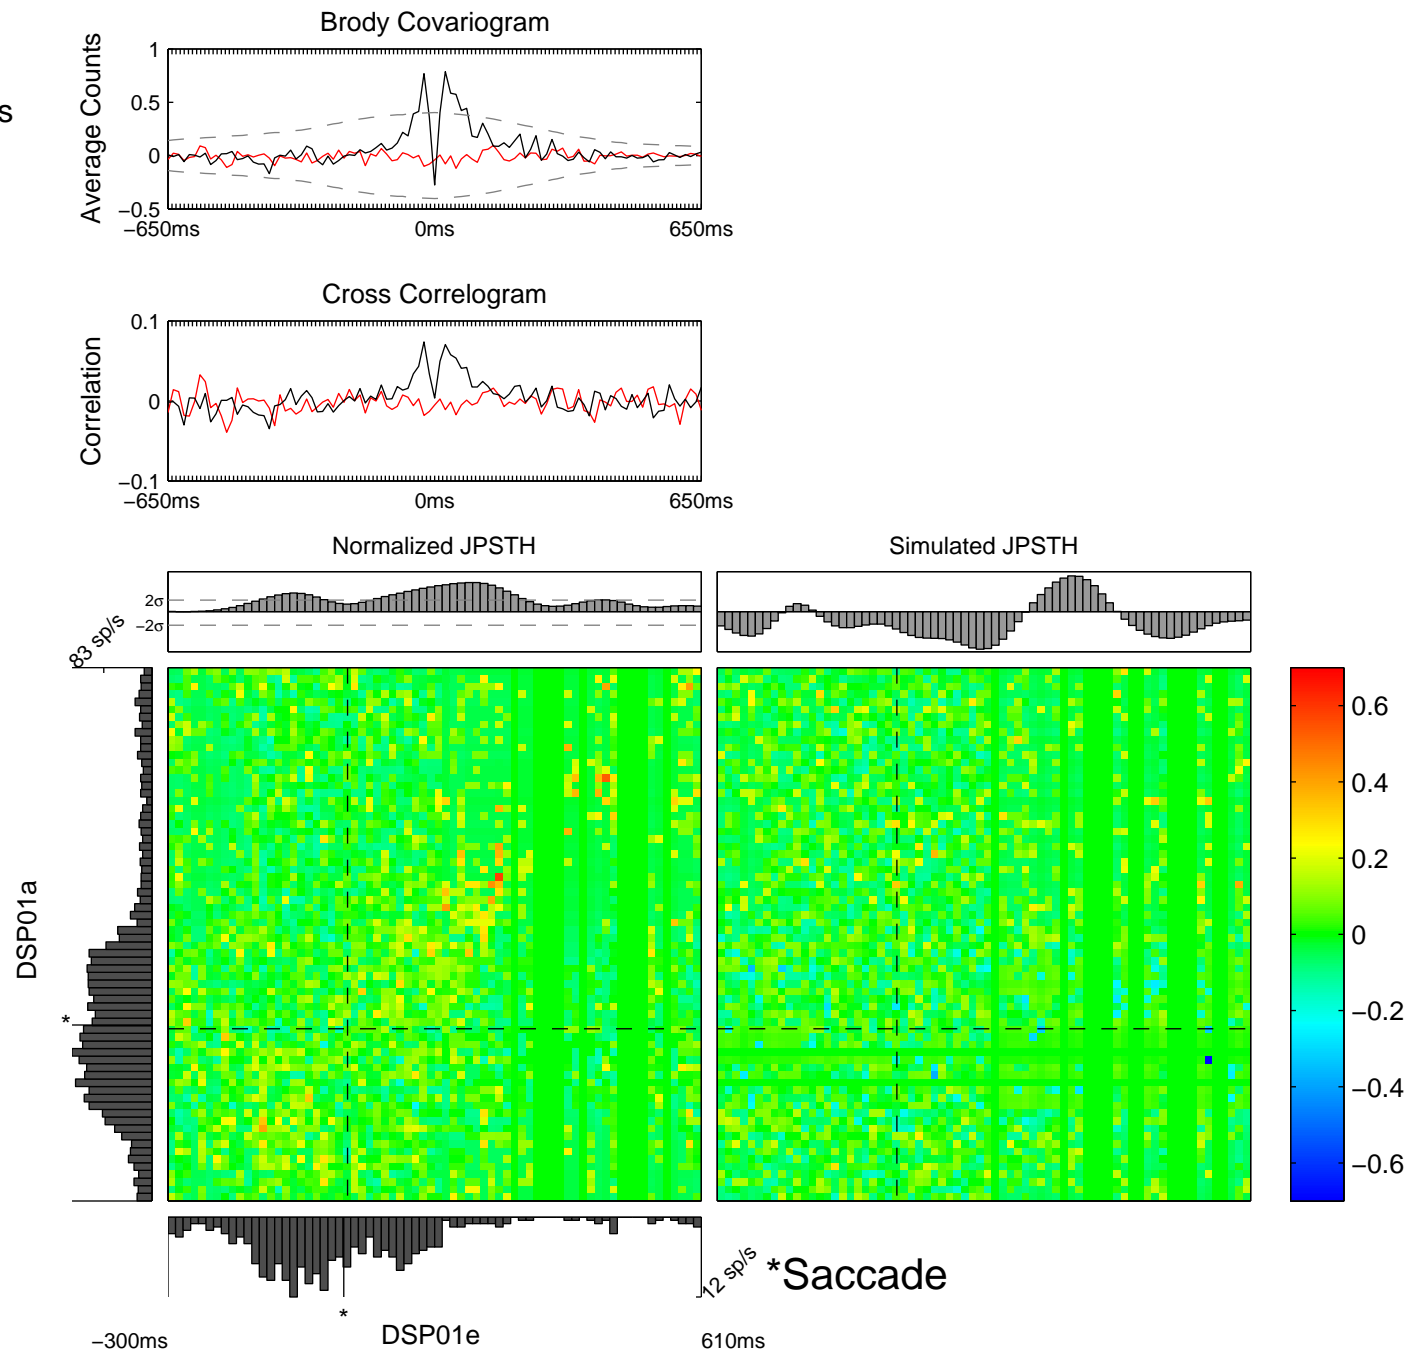 Brody Covariogram
s
Average Counts
1
0.5
0
−0.5
−650ms
0ms
650ms
Cross Correlogram
Correlation
0.1
0
−0.1
−650ms
0ms
650ms
Normalized JPSTH
Simulated JPSTH
2σ
−2σ
83 sp/s
DSP01a
*
0.6
0.4
0.2
0
−0.2
−0.4
−0.6
12 sp/s
*Saccade
*
DSP01e
−300ms
610ms